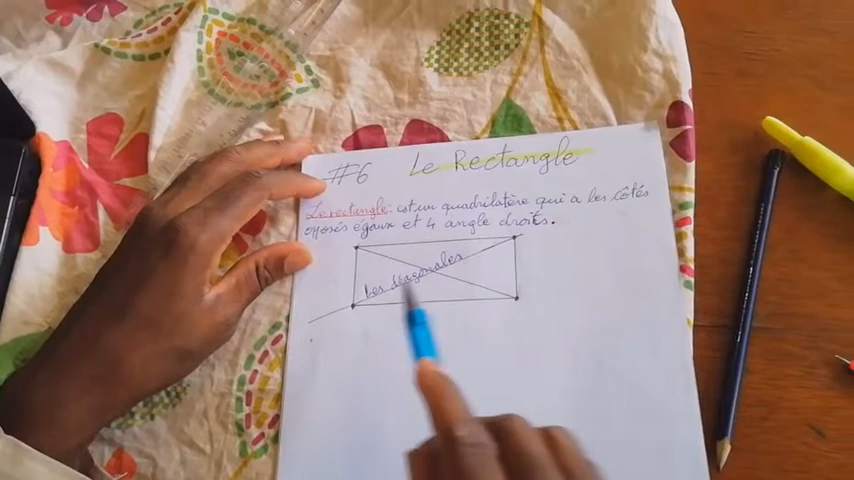 #6 Le Rectangle
Le rectangle: est un quadrilatère qui a les côtés
opposés égaux et 4 angle droits.
Les diagonales